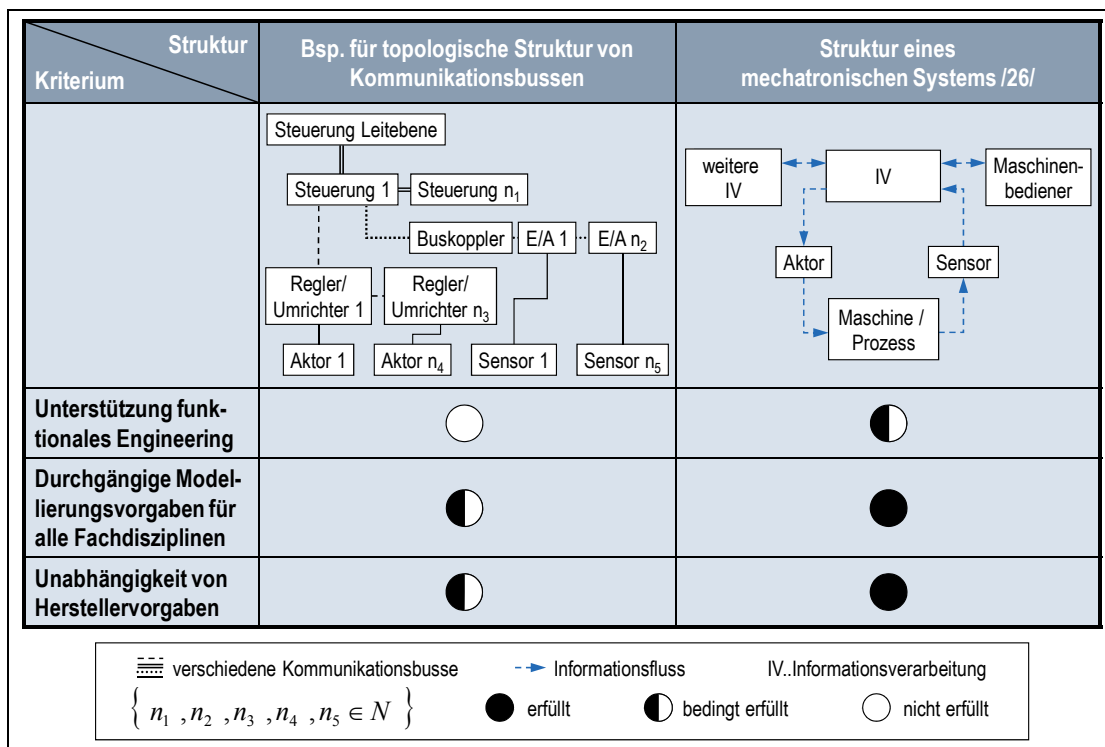 Struktur
Kriterium
Bsp. für topologische Struktur von
Kommunikationsbussen
Struktur eines
mechatronischen Systems /26/
Steuerung Leitebene
Steuerung 1
Steuerung n₁
Buskoppler
E/A 1
E/A n₂
Regler/
Umrichter 1
Regler/
Umrichter n₃
Aktor 1
Aktor n₄
Sensor 1
Sensor n₅
weitere
IV
IV
Maschinen-
bediener
Aktor
Sensor
Maschine /
Prozess
Unterstützung funk-
tionales Engineering
Durchgängige Model-
lierungsvorgaben für
alle Fachdisziplinen
Unabhängigkeit von
Herstellervorgaben
verschiedene Kommunikationsbusse
Informationsfluss
IV..Informationsverarbeitung
{ n₁ , n₂ , n₃ , n₄ , n₅ ∈ N }
erfüllt
bedingt erfüllt
nicht erfüllt